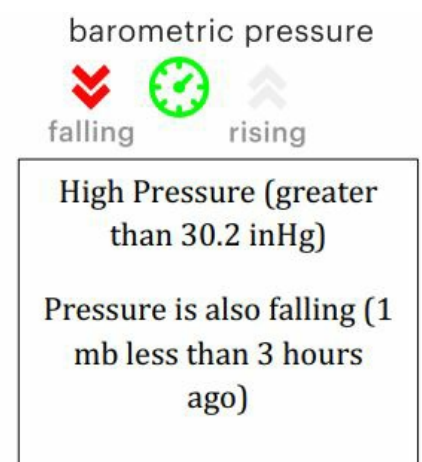 barometric pressure
falling rising
High Pressure (greater
than 30.2 inHg)
Pressure is also falling (1
mb less than 3 hours
ago)